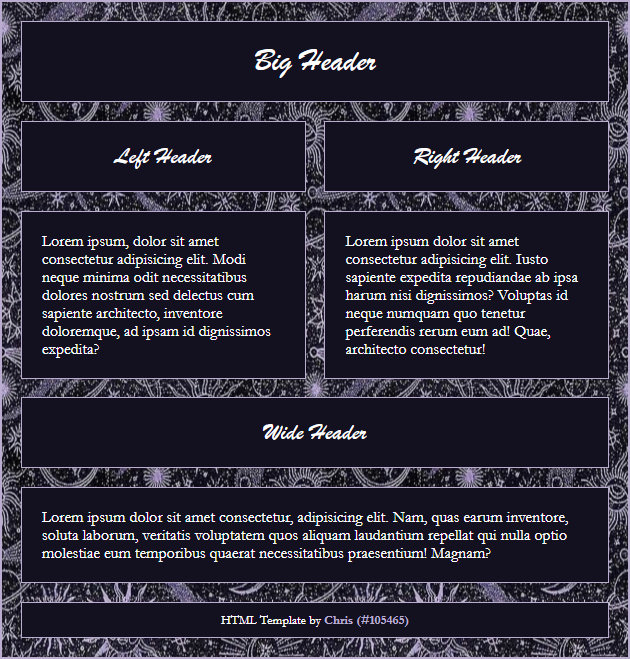 Big Header
Left Header
Right Header
Lorem ipsum, dolor sit amet
consectetur adipisicing elit. Modi
neque minima odit necessitatibus
dolores nostrum sed delectus cum
sapiente architecto, inventore
doloremque, ad ipsam id dignissimos
expedita?
Lorem ipsum dolor sit amet
consectetur adipisicing elit. Iusto
sapiente expedita repudiandae ab ipsa
harum nisi dignissimos? Voluptas id
neque numquam quo tenetur
perferendis rerum eum ad! Quae,
architecto consectetur!
Wide Header
Lorem ipsum dolor sit amet consectetur, adipisicing elit. Nam, quas earum inventore,
soluta laborum, veritatis voluptatem quos aliquam laudantium repellat qui nulla optio
molestiae eum temporibus quaerat necessitatibus praesentium! Magnam?
HTML Template by Chris (#105465)